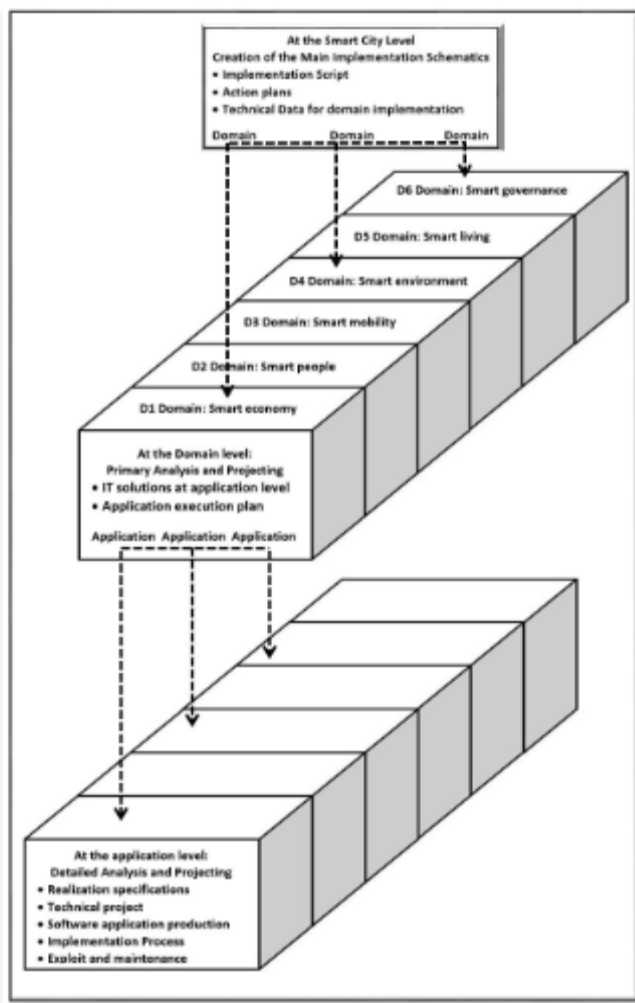 At the Smart City Level
Creation of the Main Implementation Schematics
• Implementation Script
• Action plans
• Technical Data for domain implementation
Domain Domain Domain
D6 Domain: Smart governance
D5 Domain: Smart living
D4 Domain: Smart environment
D3 Domain: Smart mobility
D2 Domain: Smart people
D1 Domain: Smart economy
At the Domain level:
Primary Analysis and Projecting
• IT solutions at application level
• Application execution plan
Application Application Application
At the application level:
Detailed Analysis and Projecting
• Realization specifications
• Technical project
• Software application production
• Implementation Process
• Exploit and maintenance